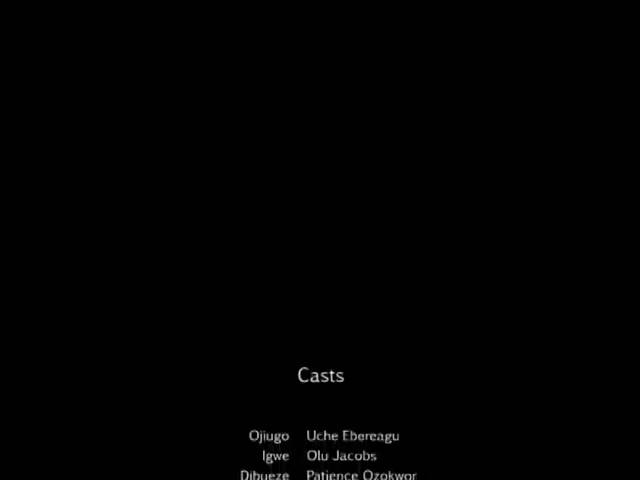 Casts
Ojiugo Uche Ebereagu
Igwe Olu Jacobs
Dibueze Patience Ozokwor